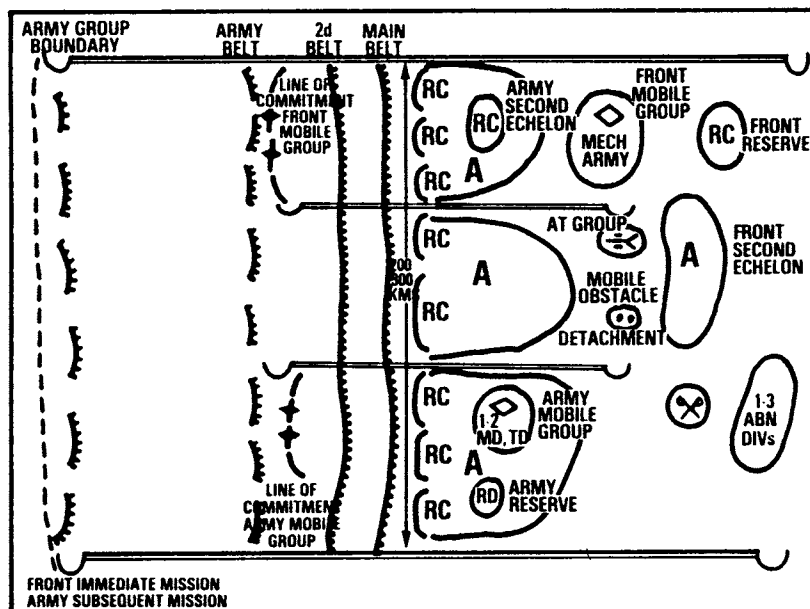 ARMY GROUP
BOUNDARY
ARMY
BELT
2d
BELT
MAIN
BELT
LINE OF
COMMITMENT
FRONT
MOBILE
GROUP
RC
RC
RC
ARMY
SECOND
ECHELON
RC
A
FRONT
MOBILE
GROUP
MECH
ARMY
RC
FRONT
RESERVE
RC
A
RC
AT GROUP
MOBILE
OBSTACLE
DETACHMENT
A
FRONT
SECOND
ECHELON
KMS
RC
RC
RC
1-2
MD, TD
A
ARMY
MOBILE
GROUP
RD
ARMY
RESERVE
1-3
ABN
DIVs
LINE OF
COMMITMENT
ARMY MOBILE
GROUP
FRONT IMMEDIATE MISSION
ARMY SUBSEQUENT MISSION